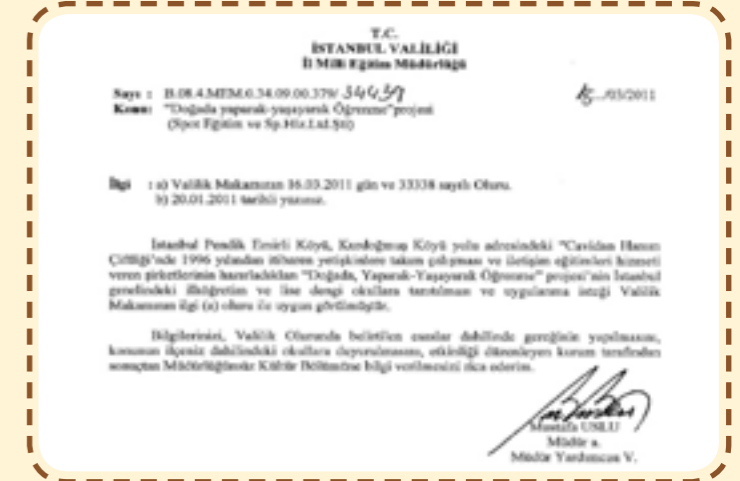 T.C.
İSTANBUL VALİLİĞİ
İl Milli Eğitim Müdürlüğü
Sayı : B.08.4.MEM.0.34.09.00.379/ 34439 /03/2011
Konu: "Doğada yaparak-yaşayarak Öğrenme"projesi
(Spot Eğitim ve Sp.Hiz.Ltd.Şti)
İlgi : a) Valilik Makamının 16.03.2011 gün ve 33338 sayılı Oluru.
b) 20.01.2011 tarihli yazınız.
İstanbul Pendik Emirli Köyü, Kurdoğmuş Köyü yolu adresindeki "Cavidan Hanım
Çiftliği'nde 1996 yılından itibaren yetişkinlere takım çalışması ve iletişim eğitimleri hizmeti
veren şirketlerinin hazırladıkları "Doğada, Yaparak-Yaşayarak Öğrenme" projesi'nin İstanbul
genelindeki ilköğretim ve lise dengi okullara tanıtılması ve uygulanma isteği Valilik
Makamının ilgi (a) oluru ile uygun görülmüştür.
Bilgilerinizi, Valilik Olurunda belirtilen esaslar dahilinde gereğinin yapılmasını,
konunun ilçeniz dahilindeki okullara duyurulmasını, etkinliği düzenleyen kurum tarafından
sonuçtan Müdürlüğümüz Kültür Bölümüne bilgi verilmesini rica ederim.
Mustafa USLU
Müdür a.
Müdür Yardımcısı V.